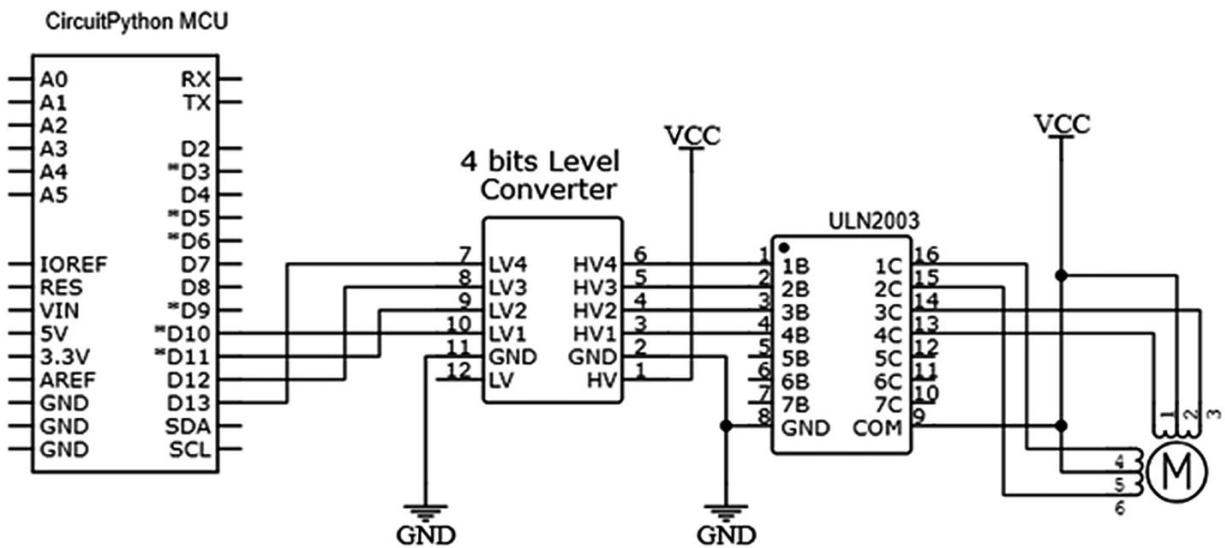 CircuitPython MCU
A0 RX
A1 TX
A2
A3 D2
A4 *D3
A5 D4
*D5
*D6
IOREF D7
RES D8
VIN *D9
5V *D10
3.3V *D11
AREF D12
GND D13
GND SDA
GND SCL
4 bits Level
Converter
7 LV4 HV4 6
8 LV3 HV3 5
9 LV2 HV2 4
10 LV1 HV1 3
11 GND GND 2
12 LV HV 1
VCC
GND
GND
ULN2003
1 1B 1C 16
2 2B 2C 15
3 3B 3C 14
4 4B 4C 13
5 5B 5C 12
6 6B 6C 11
7 7B 7C 10
8 GND COM 9
VCC
1 2 3
4
5
6
M